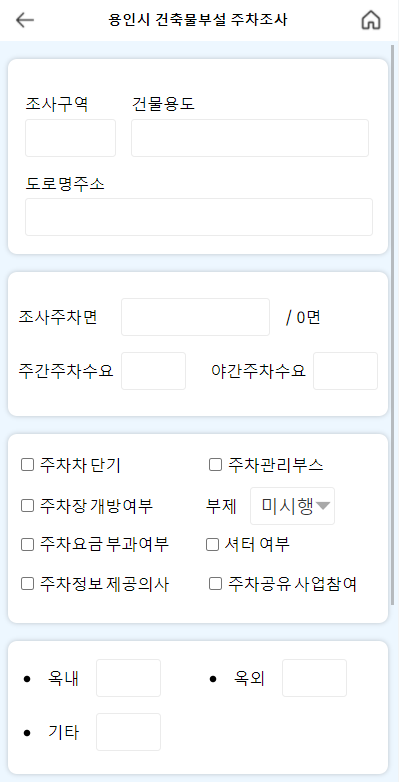 용인시 건축물부설 주차조사
조사구역 건물용도
도로명주소
조사주차면 / 0면
주간주차수요 야간주차수요
주차차단기 주차관리부스
주차장 개방여부 부제 미시행
주차요금 부과여부 셔터 여부
주차정보 제공의사 주차공유 사업참여
• 옥내 • 옥외
• 기타